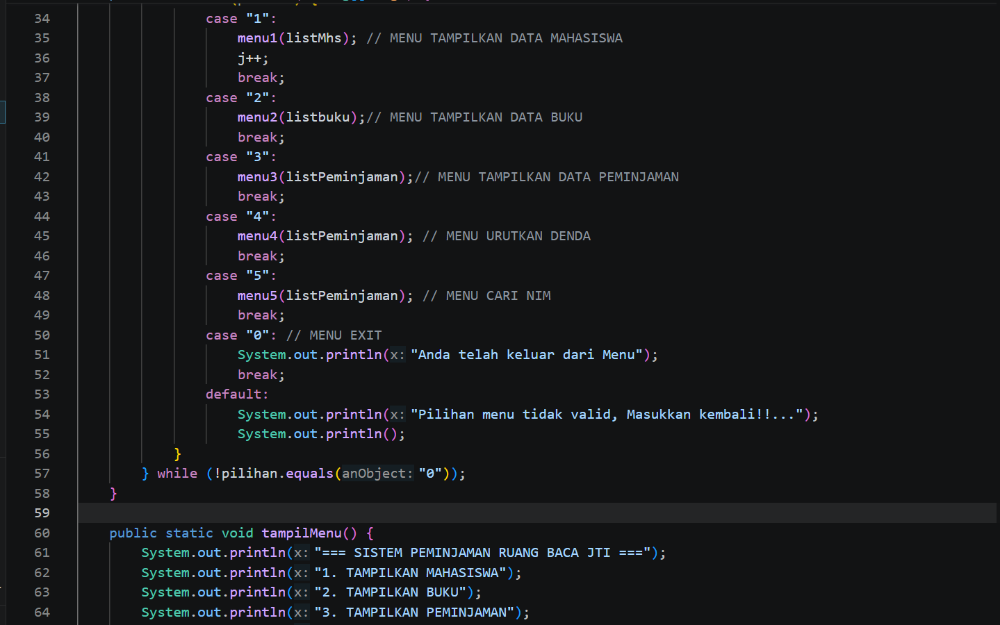 34 case "1":
35 menu1(listMhs); // MENU TAMPILKAN DATA MAHASISWA
36 j++;
37 break;
38 case "2":
39 menu2(listbuku);// MENU TAMPILKAN DATA BUKU
40 break;
41 case "3":
42 menu3(listPeminjaman);// MENU TAMPILKAN DATA PEMINJAMAN
43 break;
44 case "4":
45 menu4(listPeminjaman); // MENU URUTKAN DENDA
46 break;
47 case "5":
48 menu5(listPeminjaman); // MENU CARI NIM
49 break;
50 case "0": // MENU EXIT
51 System.out.println(x: "Anda telah keluar dari Menu");
52 break;
53 default:
54 System.out.println(x: "Pilihan menu tidak valid, Masukkan kembali!!...");
55 System.out.println();
56 }
57 } while (!pilihan.equals(anObject: "0"));
58 }
59
60 public static void tampilMenu() {
61 System.out.println(x: "=== SISTEM PEMINJAMAN RUANG BACA JTI ===");
62 System.out.println(x: "1. TAMPILKAN MAHASISWA");
63 System.out.println(x: "2. TAMPILKAN BUKU");
64 System.out.println(x: "3. TAMPILKAN PEMINJAMAN");